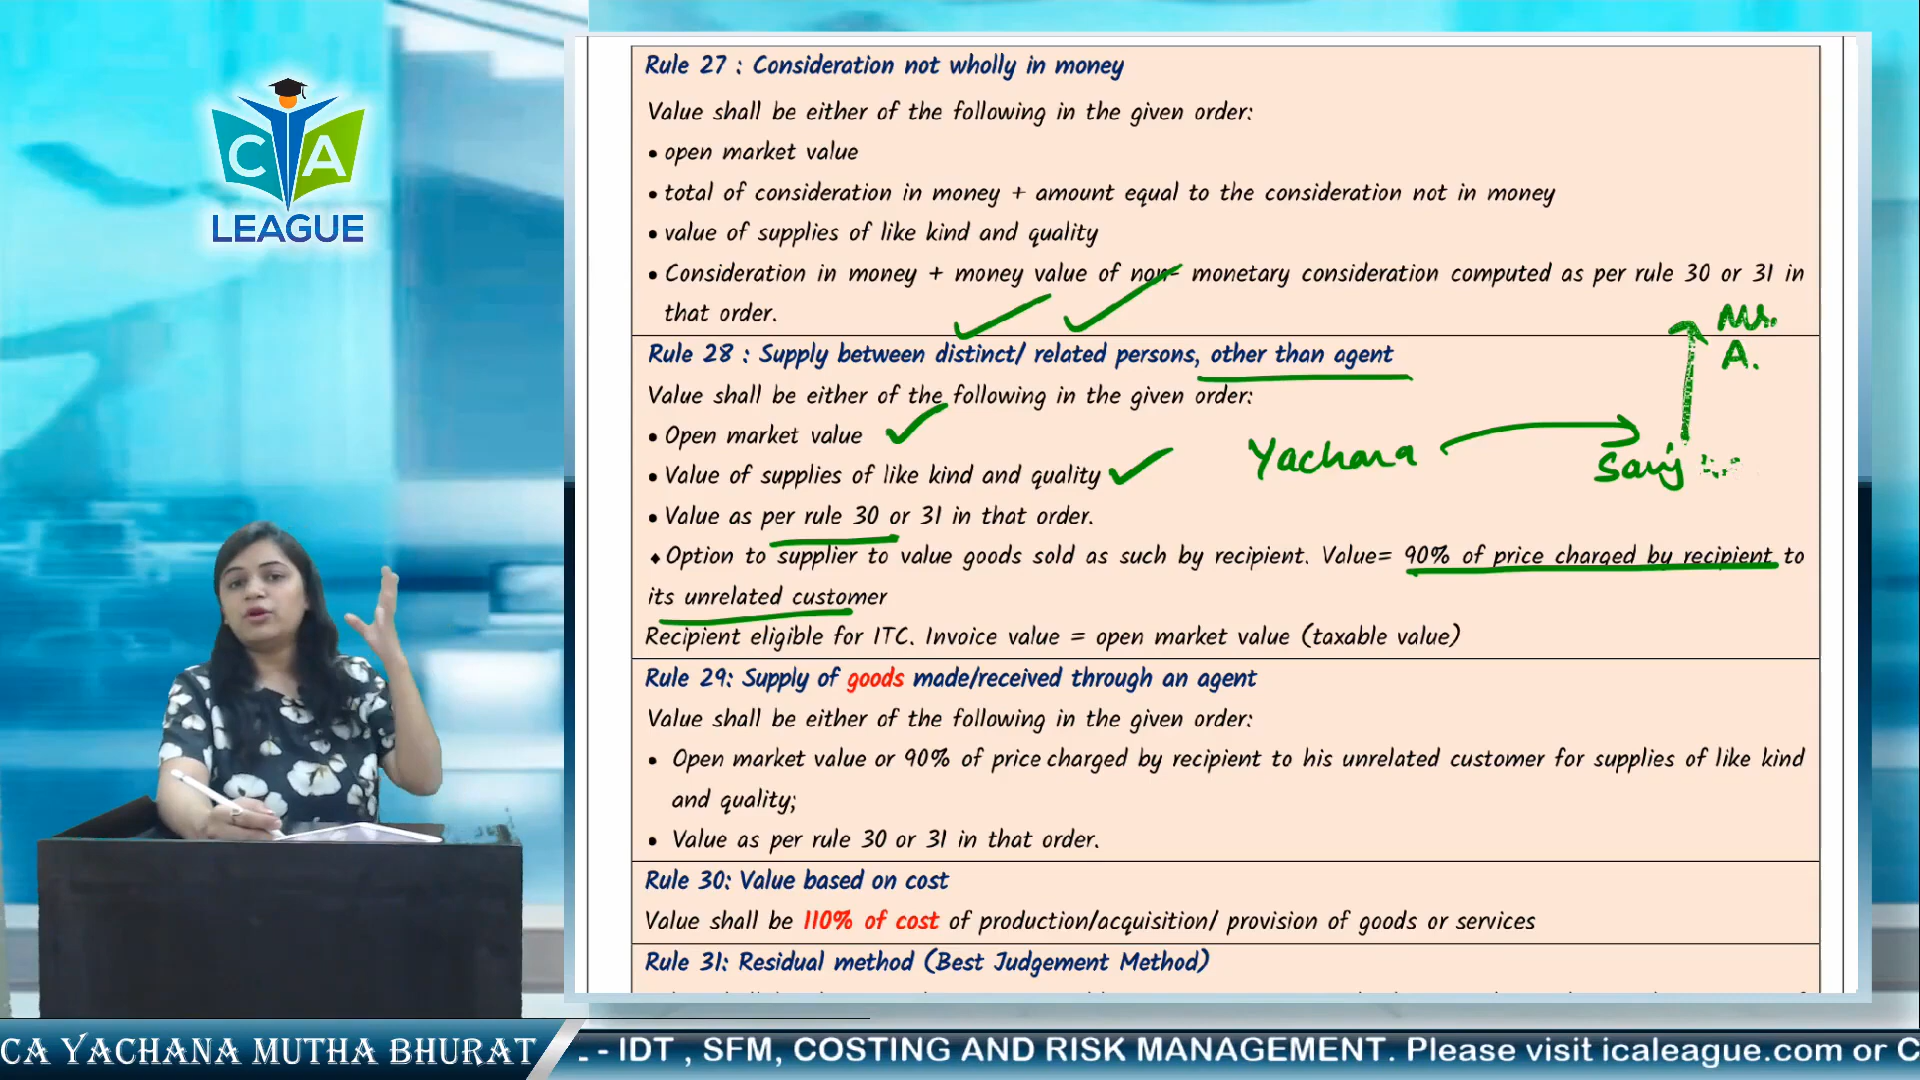 CA
LEAGUE
Rule 27 : Consideration not wholly in money
Value shall be either of the following in the given order:
• open market value
• total of consideration in money + amount equal to the consideration not in money
• value of supplies of like kind and quality
• Consideration in money + money value of non- monetary consideration computed as per rule 30 or 31 in
that order.
Mr.
A.
Rule 28 : Supply between distinct/ related persons, other than agent
Value shall be either of the following in the given order:
• Open market value
Yachana
• Value of supplies of like kind and quality
• Value as per rule 30 or 31 in that order.
◆ Option to supplier to value goods sold as such by recipient. Value= 90% of price charged by recipient to
its unrelated customer
Recipient eligible for ITC. Invoice value = open market value (taxable value)
Rule 29: Supply of goods made/received through an agent
Value shall be either of the following in the given order:
• Open market value or 90% of price charged by recipient to his unrelated customer for supplies of like kind
and quality;
• Value as per rule 30 or 31 in that order.
Rule 30: Value based on cost
Value shall be 110% of cost of production/acquisition/ provision of goods or services
Rule 31: Residual method (Best Judgement Method)
CA YACHANA MUTHA BHURAT
- IDT , SFM, COSTING AND RISK MANAGEMENT. Please visit icaleague.com or C